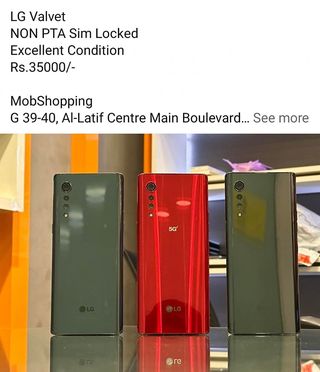 LG Valvet
NON PTA Sim Locked
Excellent Condition
Rs.35000/-
MobShopping
G 39-40, Al-Latif Centre Main Boulevard... See more
5G
LG
LG
re